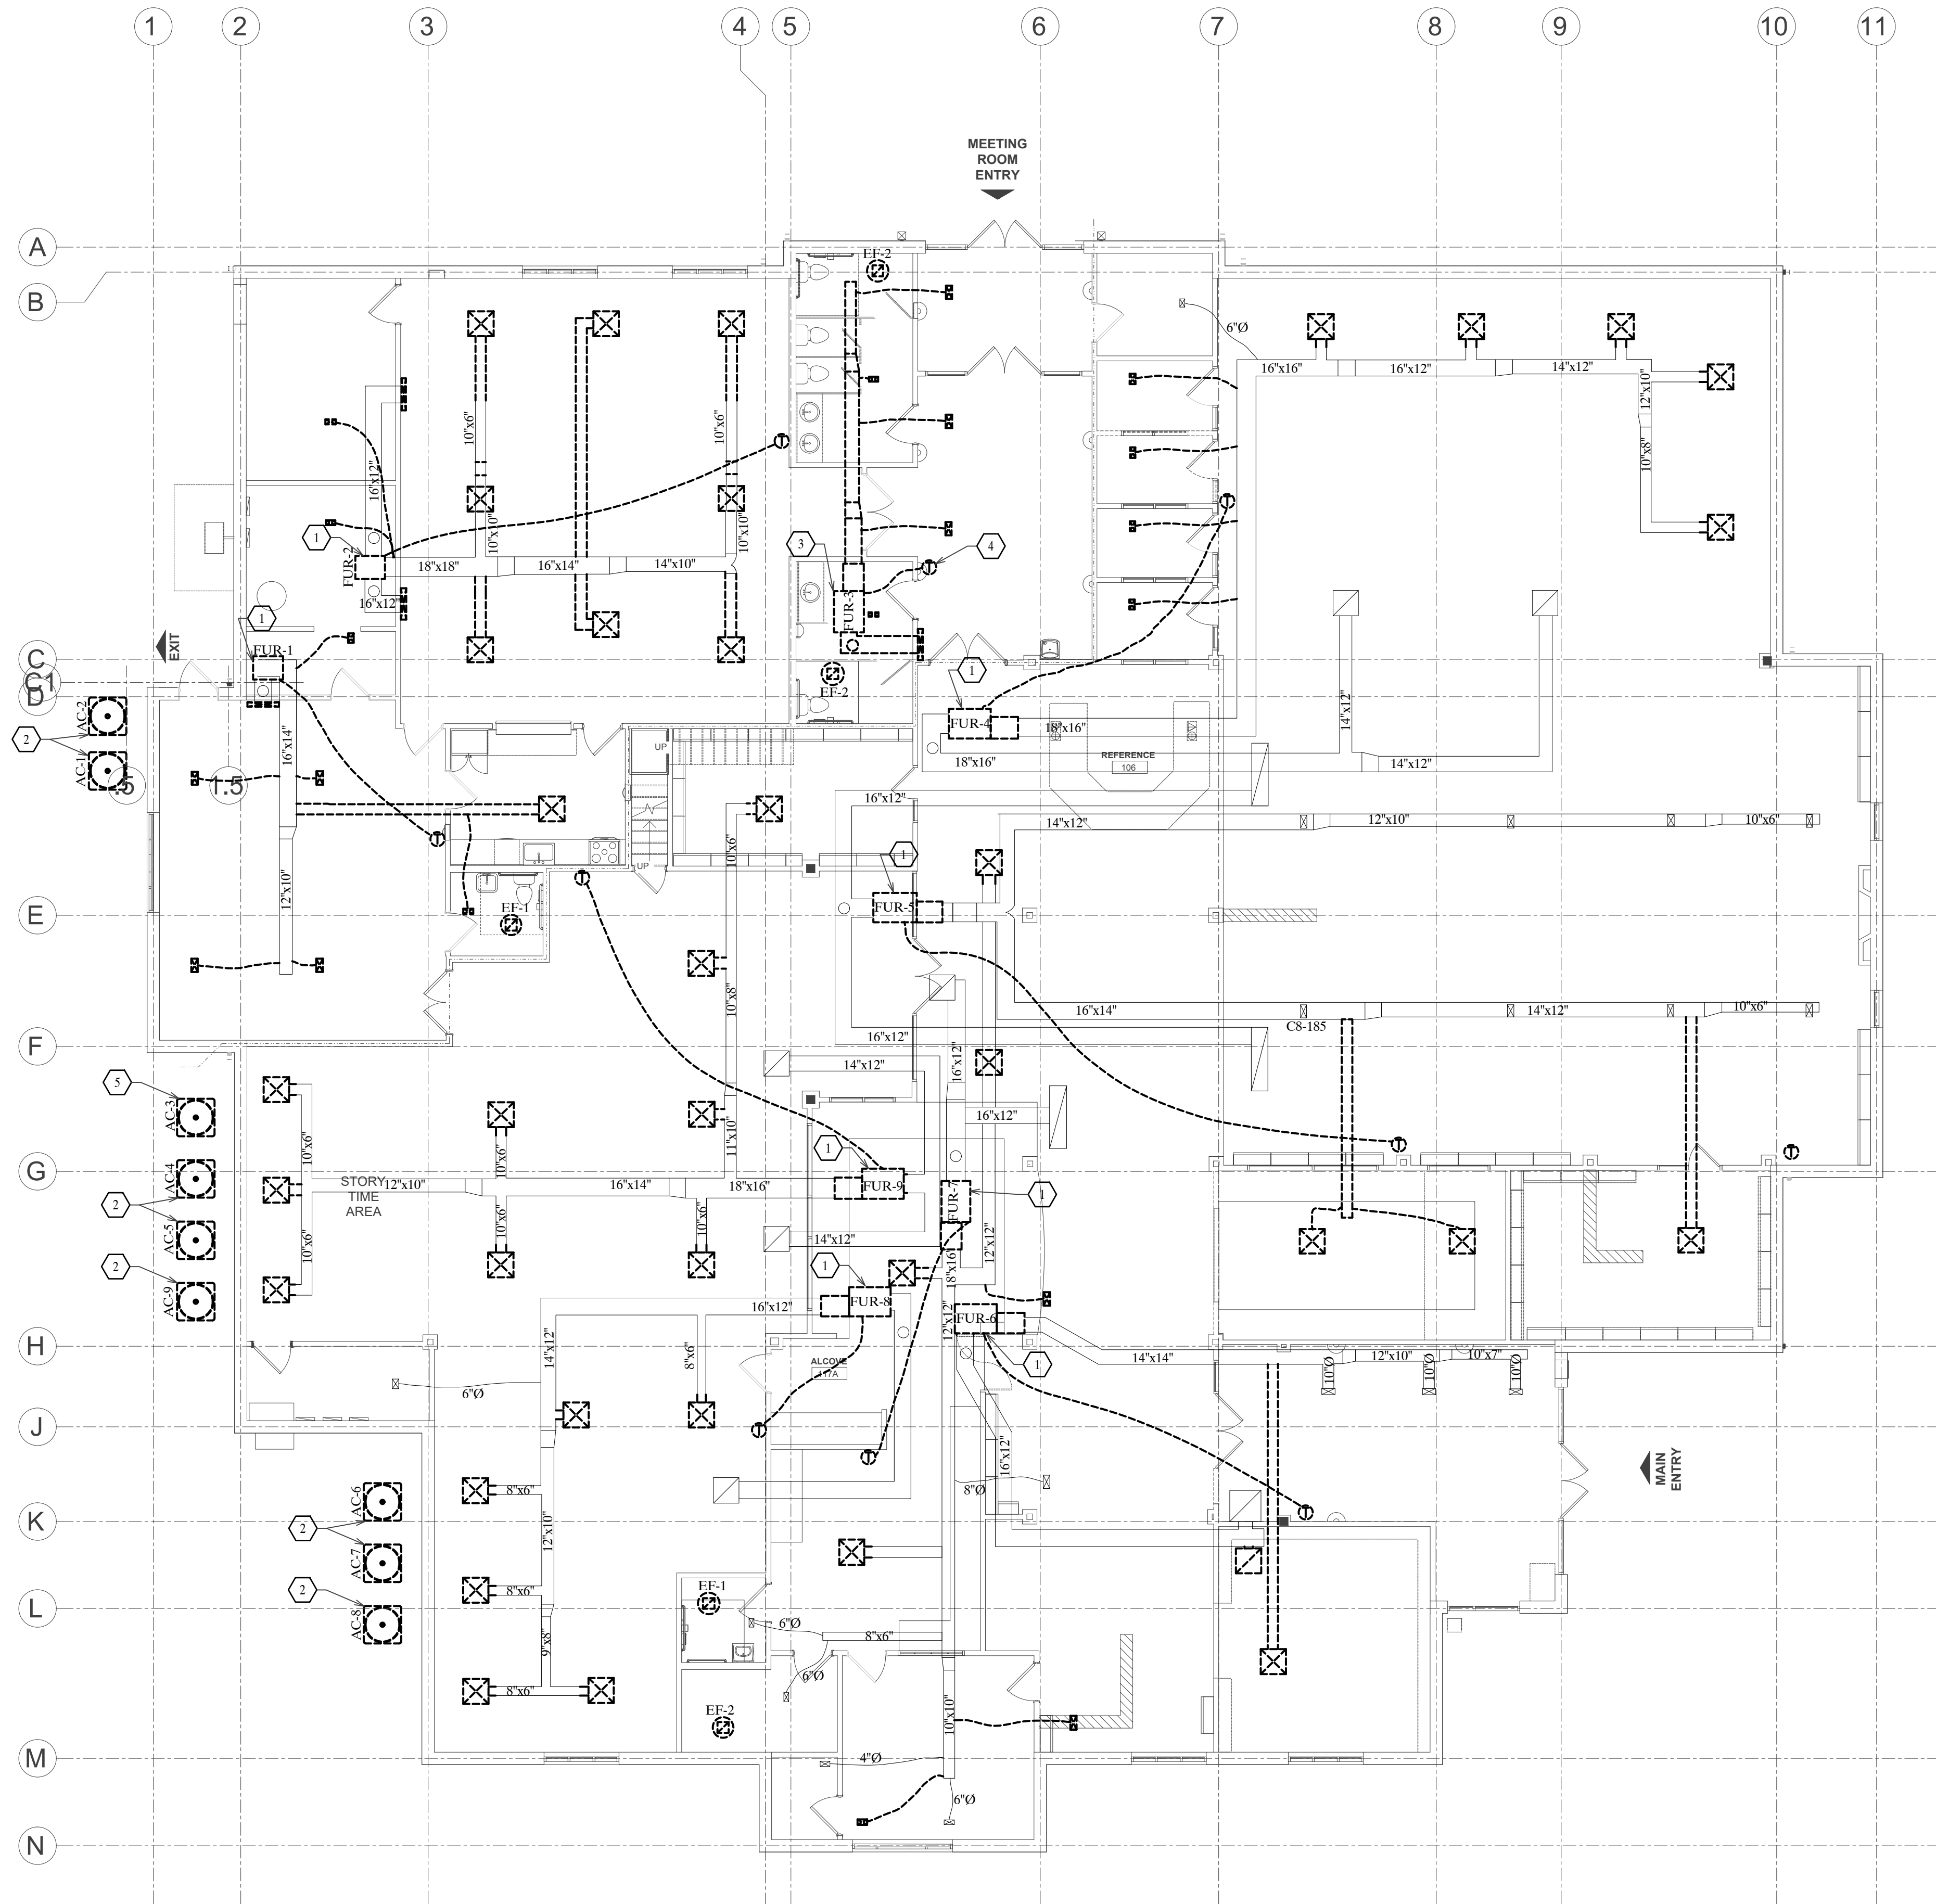 1 2 3 4 5 6 7 8 9 10 11
MEETING
ROOM
ENTRY
A
EF-2
B
6"Ø
16"x16"
16"x12"
14"x12"
12"x10"
10"x6"
10"x6"
10"x8"
16"x12"
10"x10"
10"x10"
1
3
4
FUR-2
18"x18"
16"x14"
14"x10"
16"x12"
FUR-3
1
EXIT
FUR-1
C
C1
D
EF-2
1
AC-2
2
AC-1
.5
1.5
16"x14"
UP
FUR-4
18"x16"
REFERENCE
106
14"x12"
18"x16"
14"x12"
16"x12"
14"x12"
12"x10"
10"x6"
10"x6"
UP
1
12"x10"
E
EF-1
FUR-5
10"x8"
16"x14"
14"x12"
10"x6"
C8-185
F
16"x12"
14"x12"
16"x12"
16"x12"
5
AC-3
11"x10"
1
10"x6"
10"x6"
G
AC-4
STORY
TIME
AREA
12"x10"
16"x14"
18"x16"
FUR-9
FUR-7
1
2
10"x6"
10"x6"
10"x6"
14"x12"
12"x12"
18"x16"
AC-5
2
AC-9
1
16"x12"
FUR-8
FUR-6
12"x12"
14"x12"
8"x6"
H
ALCOVE
117A
1
14"x14"
12"x10"
10"x7"
10"Ø
10"Ø
10"Ø
6"Ø
J
16"x12"
MAIN
ENTRY
AC-6
8"x6"
8"Ø
2
K
12"x10"
AC-7
2
8"x6"
EF-1
L
AC-8
9"x8"
6"Ø
8"x6"
6"Ø
8"x6"
EF-2
10"x10"
M
4"Ø
6"Ø
N